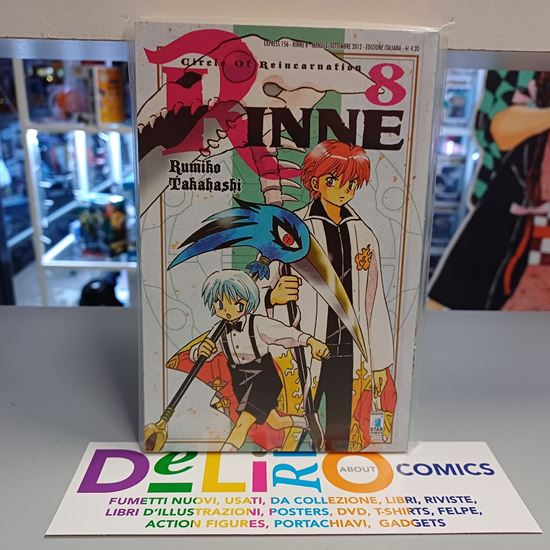 EXPRESS 156 - RINNE 8 - MENSILE, SETTEMBRE 2012 - EDIZIONE ITALIANA - € 4,20
Circle Of Reincarnation
8
RINNE
Rumiko
Takahashi
STAR
COMICS
DeLiRiO ABOUT COMICS
FUMETTI NUOVI, USATI, DA COLLEZIONE, LIBRI, RIVISTE,
LIBRI D'ILLUSTRAZIONI, POSTERS, DVD, T-SHIRTS, FELPE,
ACTION FIGURES, PORTACHIAVI, GADGETS